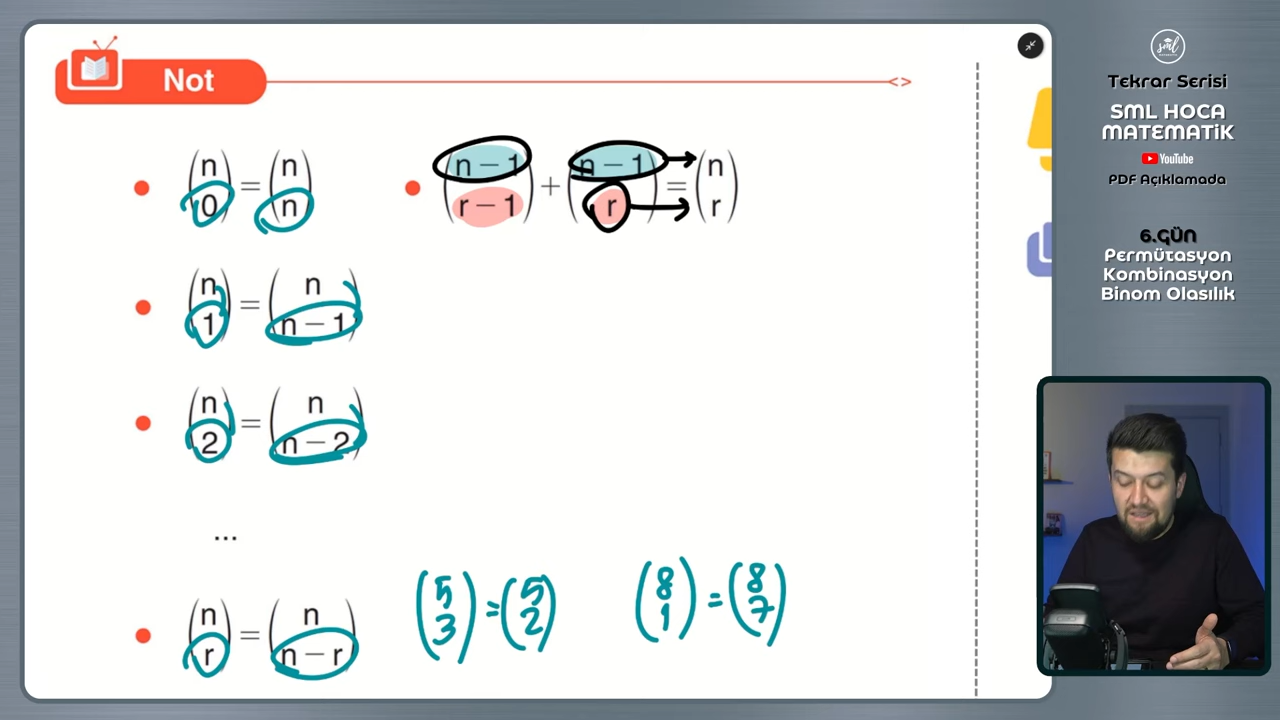 Not
(n 0) = (n n)
(n − 1 r − 1) + (n − 1 r) = (n r)
(n 1) = (n n − 1)
(n 2) = (n n − 2)
...
(n r) = (n n − r)
(5 3) = (5 2)
(8 1) = (8 7)
sml
Tekrar Serisi
SML HOCA
MATEMATİK
YouTube
PDF Açıklamada
6.GÜN
Permütasyon
Kombinasyon
Binom Olasılık